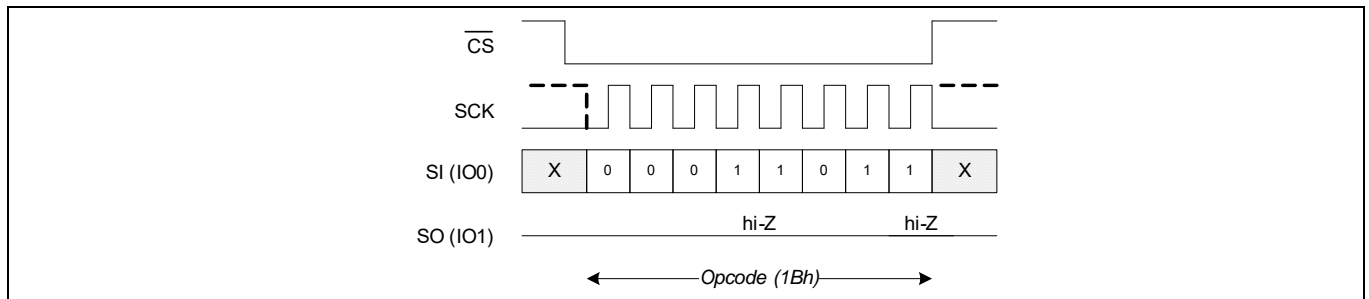 CS
SCK
SI (IO0) X 0 0 0 1 1 0 1 1 X
hi-Z hi-Z
SO (IO1)
Opcode (1Bh)